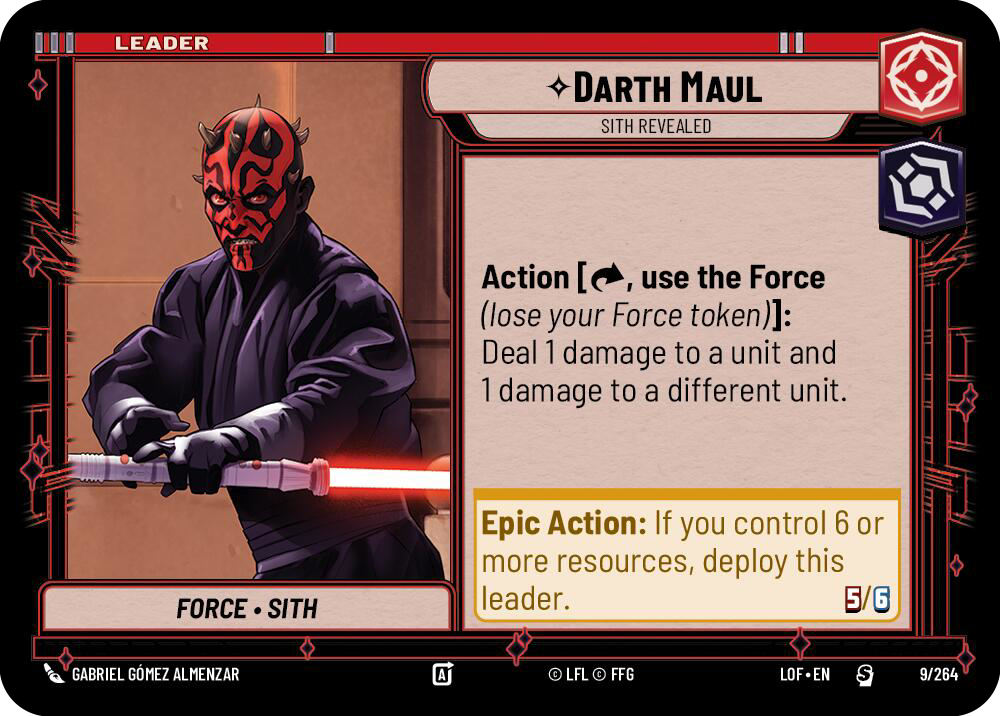 LEADER
✧DARTH MAUL
SITH REVEALED
Action [, use the Force
(lose your Force token)]:
Deal 1 damage to a unit and
1 damage to a different unit.
Epic Action: If you control 6 or
more resources, deploy this
leader.
5/6
FORCE • SITH
GABRIEL GÓMEZ ALMENZAR
A
© LFL © FFG
LOF • EN
S
9/264